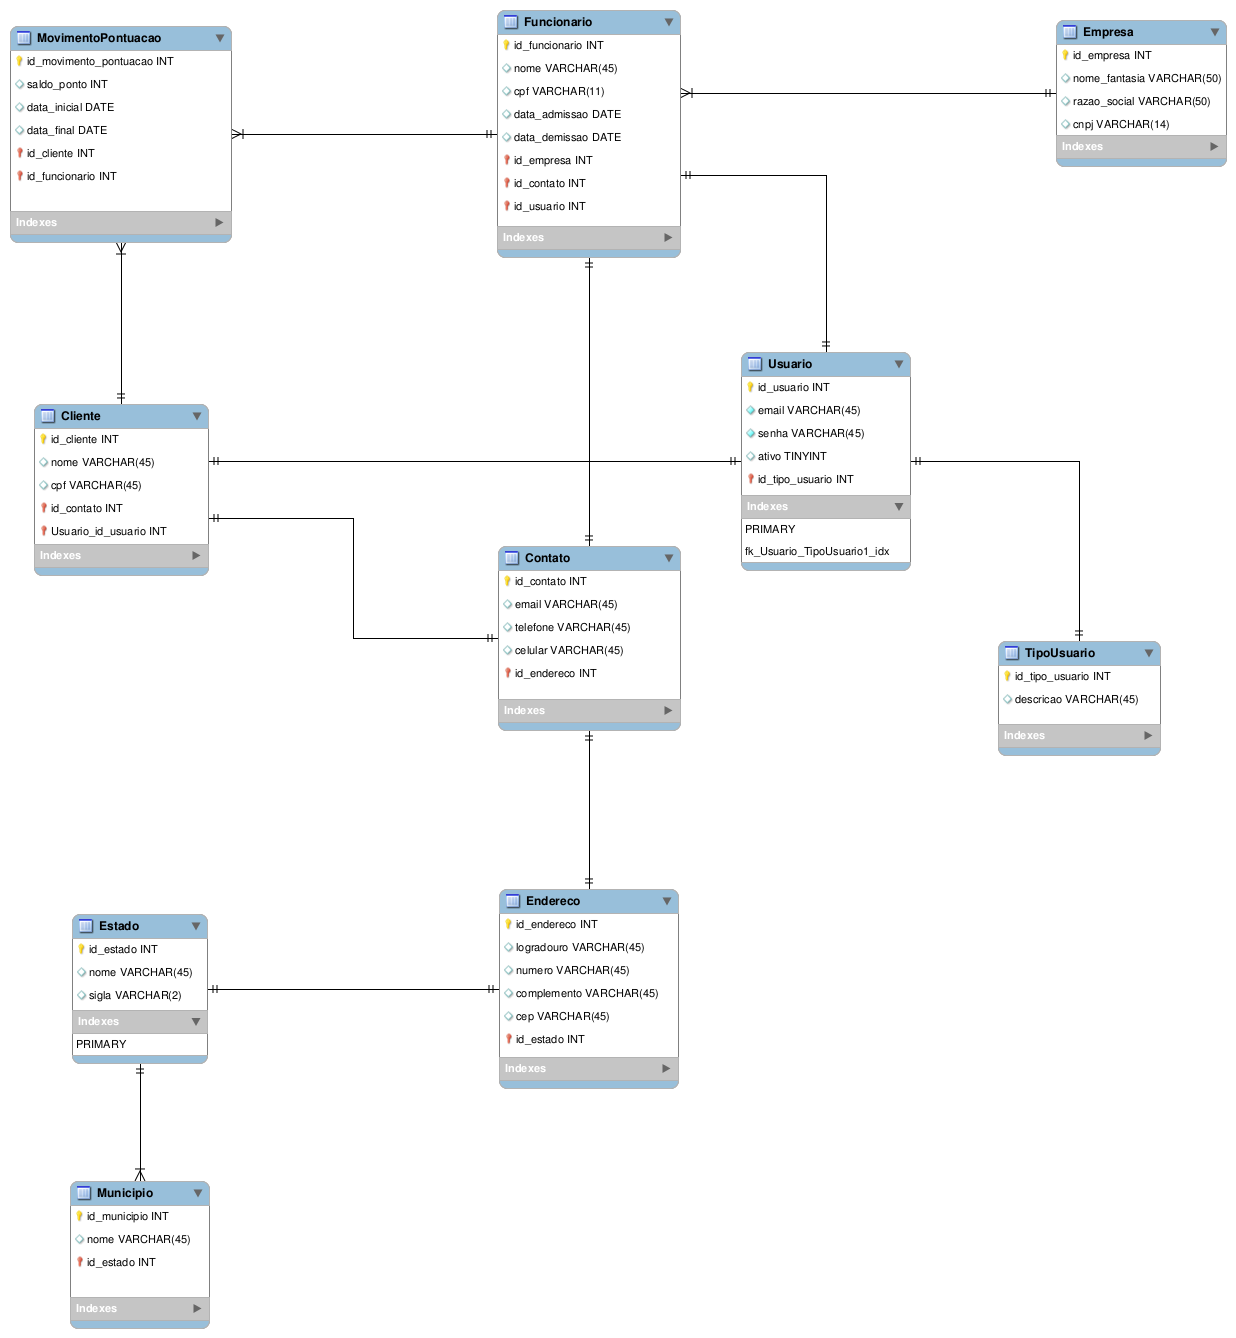 MovimentoPontuacao
id_movimento_pontuacao INT
saldo_ponto INT
data_inicial DATE
data_final DATE
id_cliente INT
id_funcionario INT
Indexes
Funcionario
id_funcionario INT
nome VARCHAR(45)
cpf VARCHAR(11)
data_admissao DATE
data_demissao DATE
id_empresa INT
id_contato INT
id_usuario INT
Indexes
Empresa
id_empresa INT
nome_fantasia VARCHAR(50)
razao_social VARCHAR(50)
cnpj VARCHAR(14)
Indexes
Cliente
id_cliente INT
nome VARCHAR(45)
cpf VARCHAR(45)
id_contato INT
Usuario_id_usuario INT
Indexes
Usuario
id_usuario INT
email VARCHAR(45)
senha VARCHAR(45)
ativo TINYINT
id_tipo_usuario INT
Indexes
PRIMARY
fk_Usuario_TipoUsuario1_idx
Contato
id_contato INT
email VARCHAR(45)
telefone VARCHAR(45)
celular VARCHAR(45)
id_endereco INT
Indexes
TipoUsuario
id_tipo_usuario INT
descricao VARCHAR(45)
Indexes
Endereco
id_endereco INT
logradouro VARCHAR(45)
numero VARCHAR(45)
complemento VARCHAR(45)
cep VARCHAR(45)
id_estado INT
Indexes
Estado
id_estado INT
nome VARCHAR(45)
sigla VARCHAR(2)
Indexes
PRIMARY
Municipio
id_municipio INT
nome VARCHAR(45)
id_estado INT
Indexes